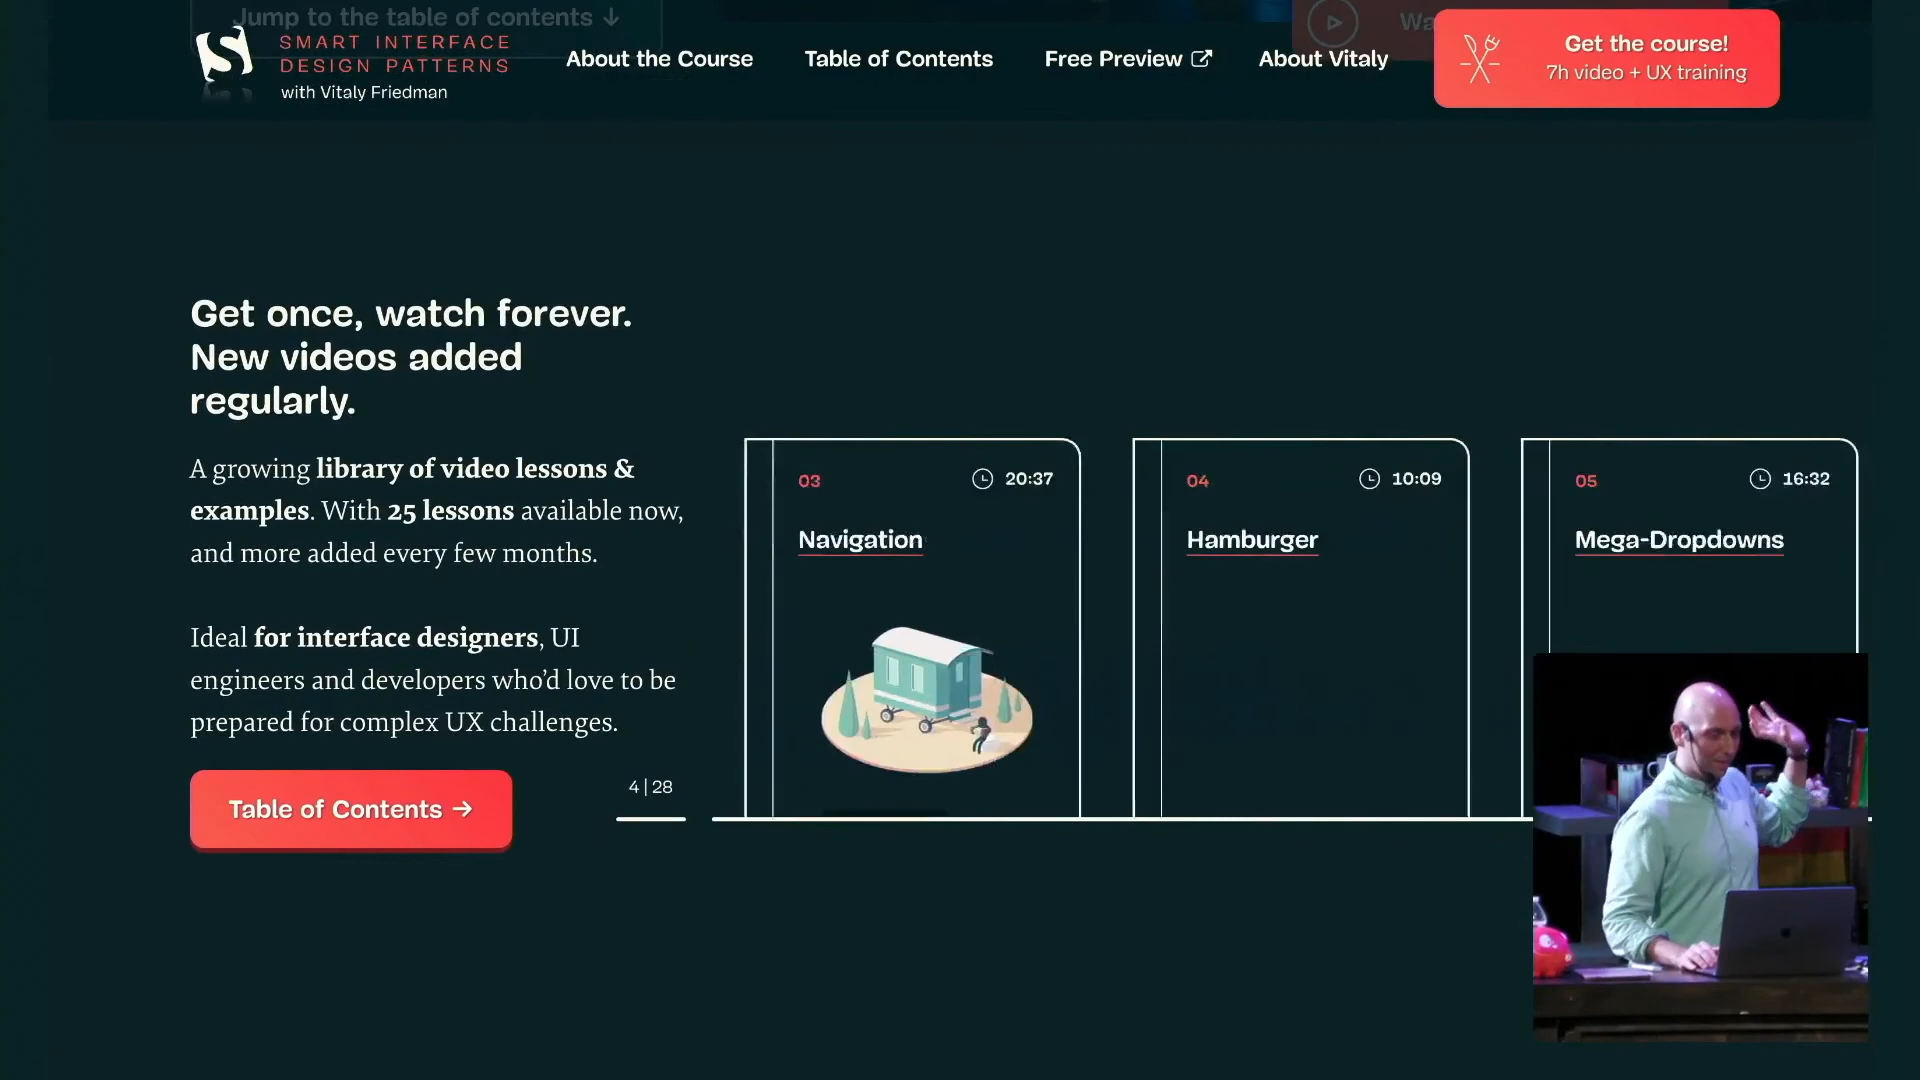 Jump to the table of contents ↓
SMART INTERFACE
DESIGN PATTERNS
with Vitaly Friedman
About the Course
Table of Contents
Free Preview
About Vitaly
Get the course!
7h video + UX training
Get once, watch forever.
New videos added
regularly.
A growing library of video lessons &
examples. With 25 lessons available now,
and more added every few months.
Ideal for interface designers, UI
engineers and developers who’d love to be
prepared for complex UX challenges.
Table of Contents →
4|28
03
20:37
Navigation
04
10:09
Hamburger
05
16:32
Mega-Dropdowns